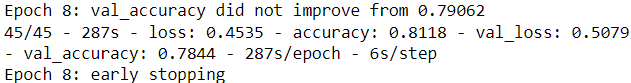 Epoch 8: val_accuracy did not improve from 0.79062
45/45 - 287s - loss: 0.4535 - accuracy: 0.8118 - val_loss: 0.5079
- val_accuracy: 0.7844 - 287s/epoch - 6s/step
Epoch 8: early stopping